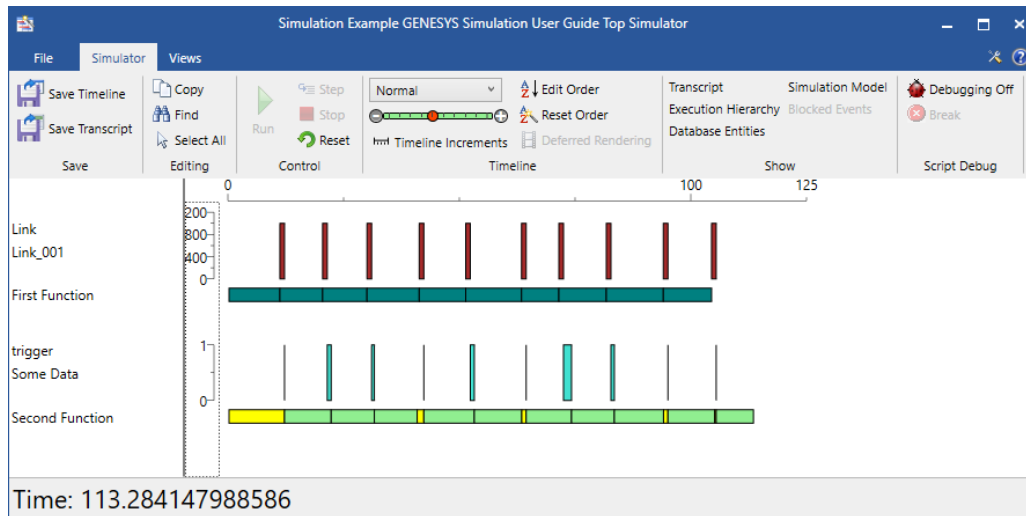 Simulation Example GENESYS Simulation User Guide Top Simulator
File Simulator Views
Save Timeline
Save Transcript
Save
Copy
Find
Select All
Editing
Run
Step
Stop
Reset
Control
Normal
Timeline Increments
Edit Order
Reset Order
Deferred Rendering
Timeline
Transcript
Execution Hierarchy
Database Entities
Simulation Model
Blocked Events
Show
Debugging Off
Break
Script Debug
0 100 125
Link
Link_001
200
800
400
0
First Function
trigger
Some Data
1
0
Second Function
Time: 113.284147988586